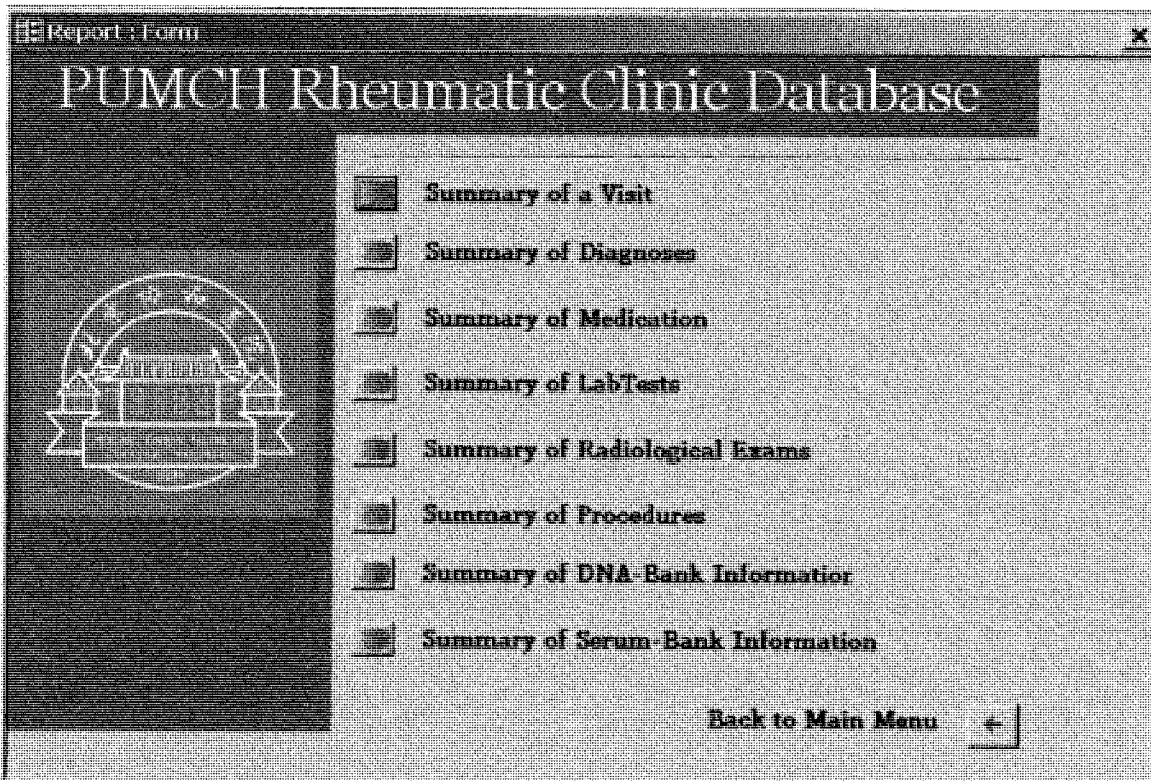 Report : Form
PUMCH Rheumatic Clinic Database
Summary of a Visit
Summary of Diagnoses
Summary of Medication
Summary of LabTests
Summary of Radiological Exams
Summary of Procedures
Summary of DNA-Bank Informatior
Summary of Serum-Bank Information
Back to Main Menu